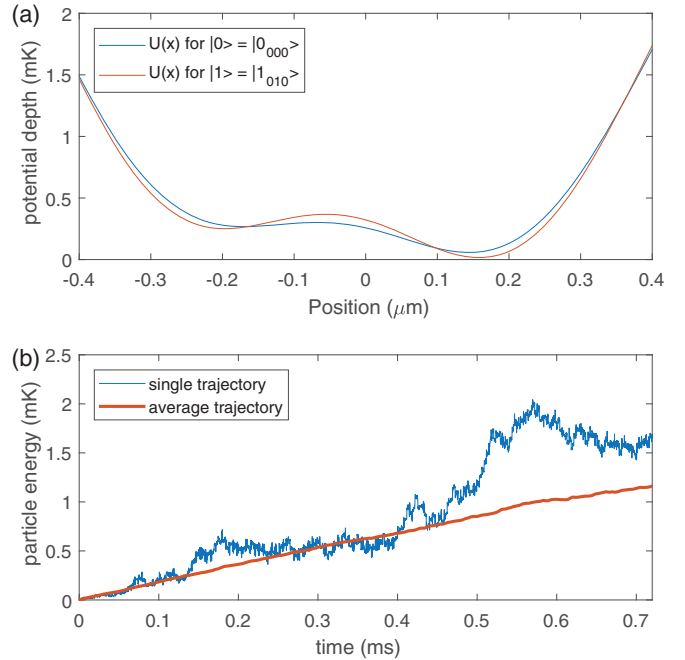 (a)
2
1.5
1
0.5
0
potential depth (mK)
U(x) for |0> = |0₀₀₀⟩
U(x) for |1> = |1₀₁₀⟩
-0.4 -0.3 -0.2 -0.1 0 0.1 0.2 0.3 0.4
Position (μm)
(b)
2.5
2
1.5
1
0.5
0
particle energy (mK)
single trajectory
average trajectory
0 0.1 0.2 0.3 0.4 0.5 0.6 0.7
time (ms)